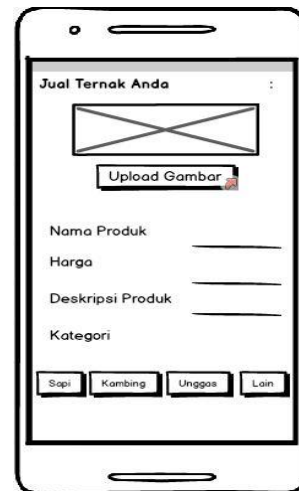 Jual Ternak Anda :
Upload Gambar
Nama Produk
Harga
Deskripsi Produk
Kategori
Sapi Kambing Unggas Lain